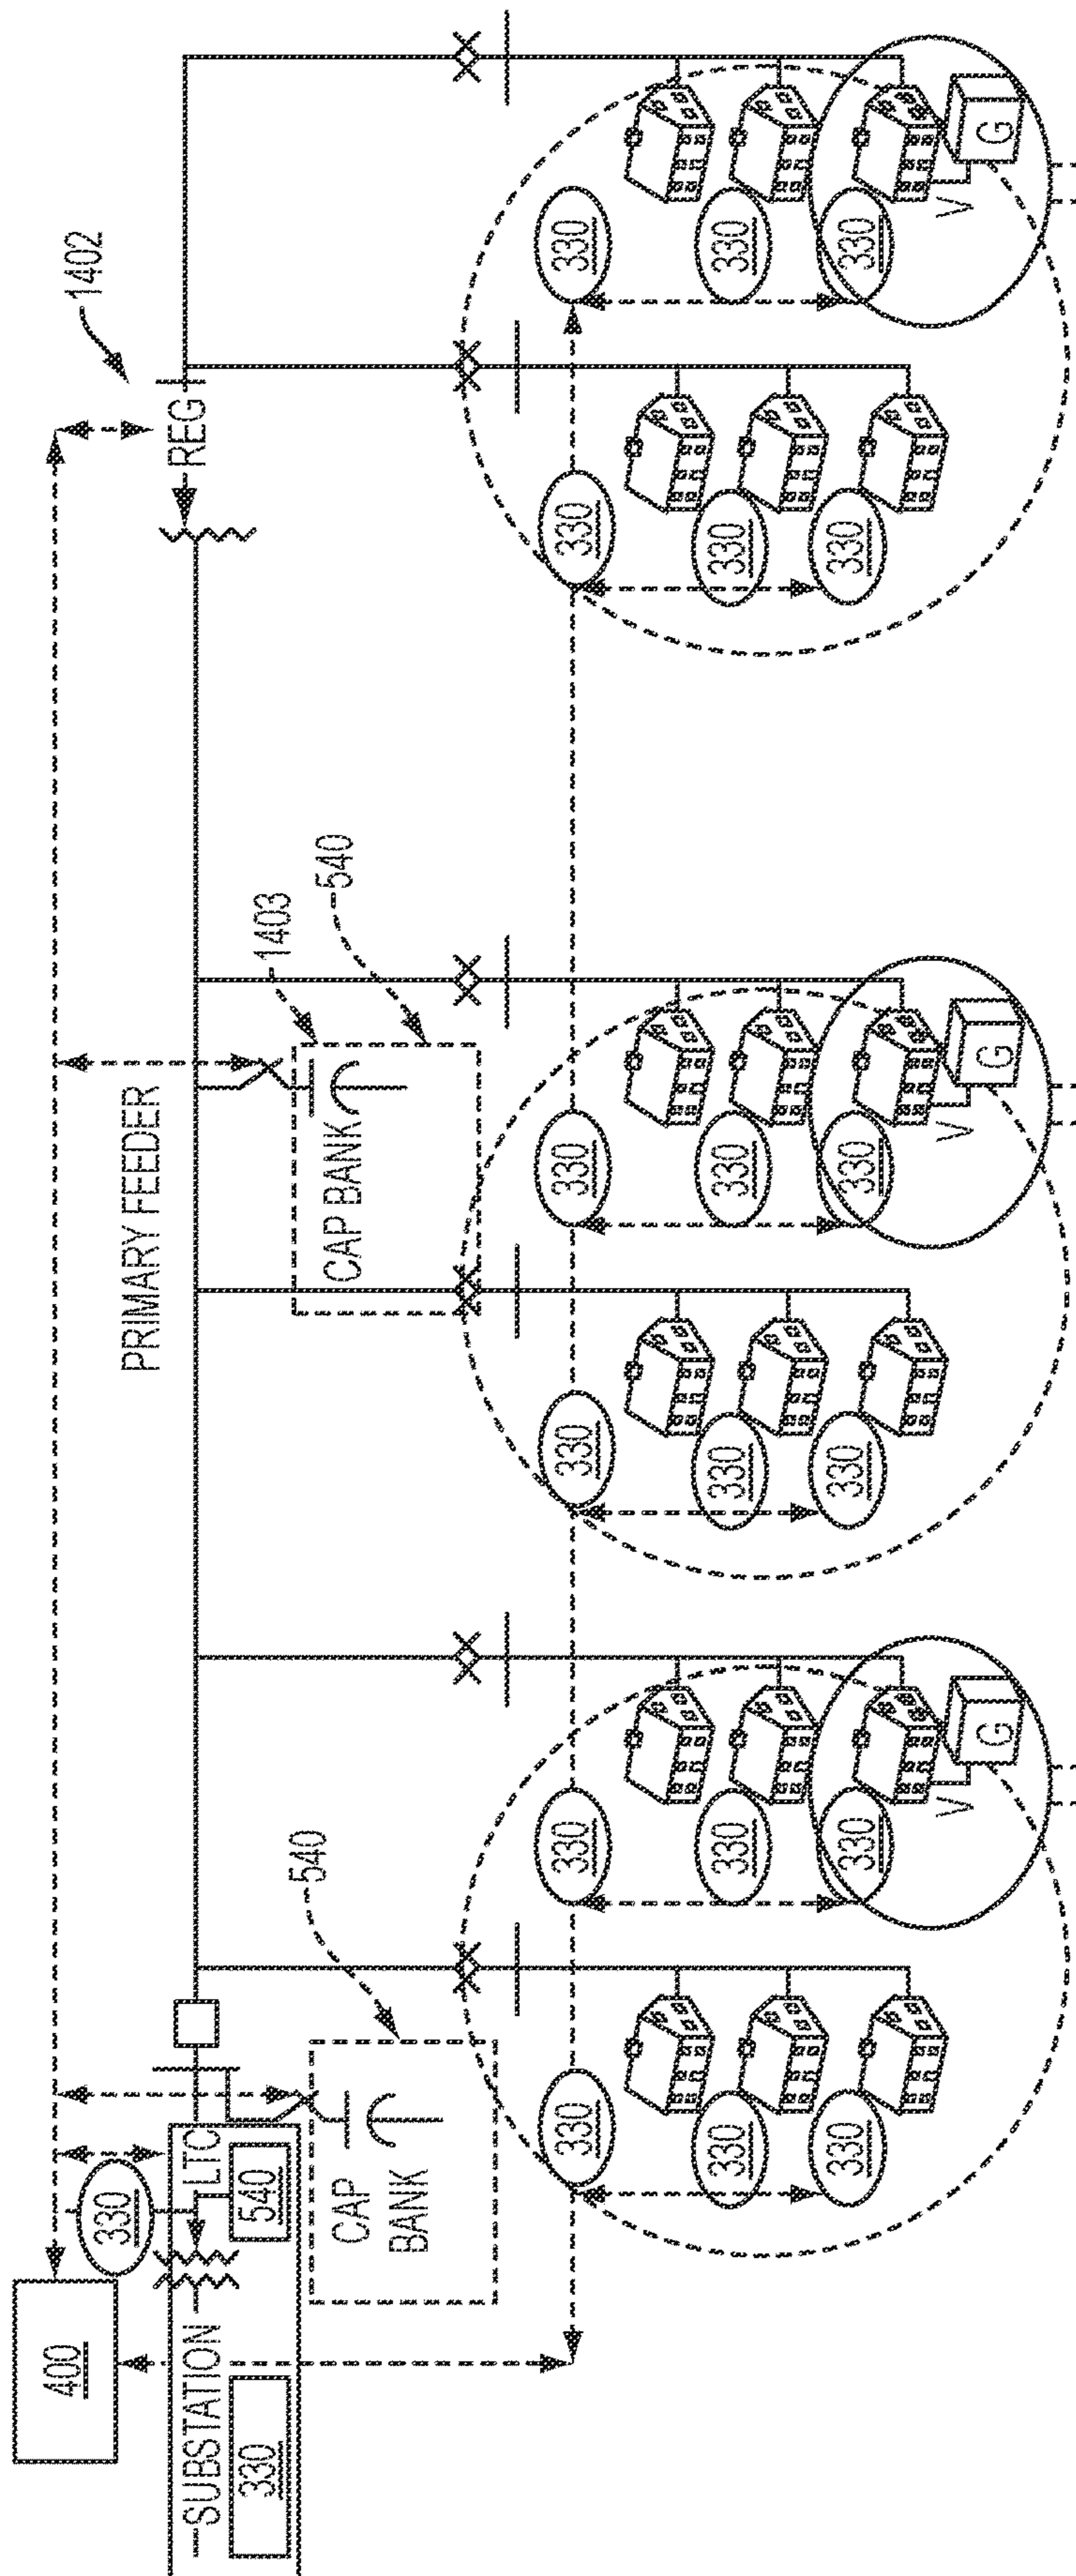 400
1402
330
PRIMARY FEEDER
SUBSTATION
LTC
REG
330
540
1403
540
540
CAP BANK
CAP
BANK
330 330 330 330 330 330
330 330 330 330 330 330
330 330 330 330 330 330
V V V
G G G